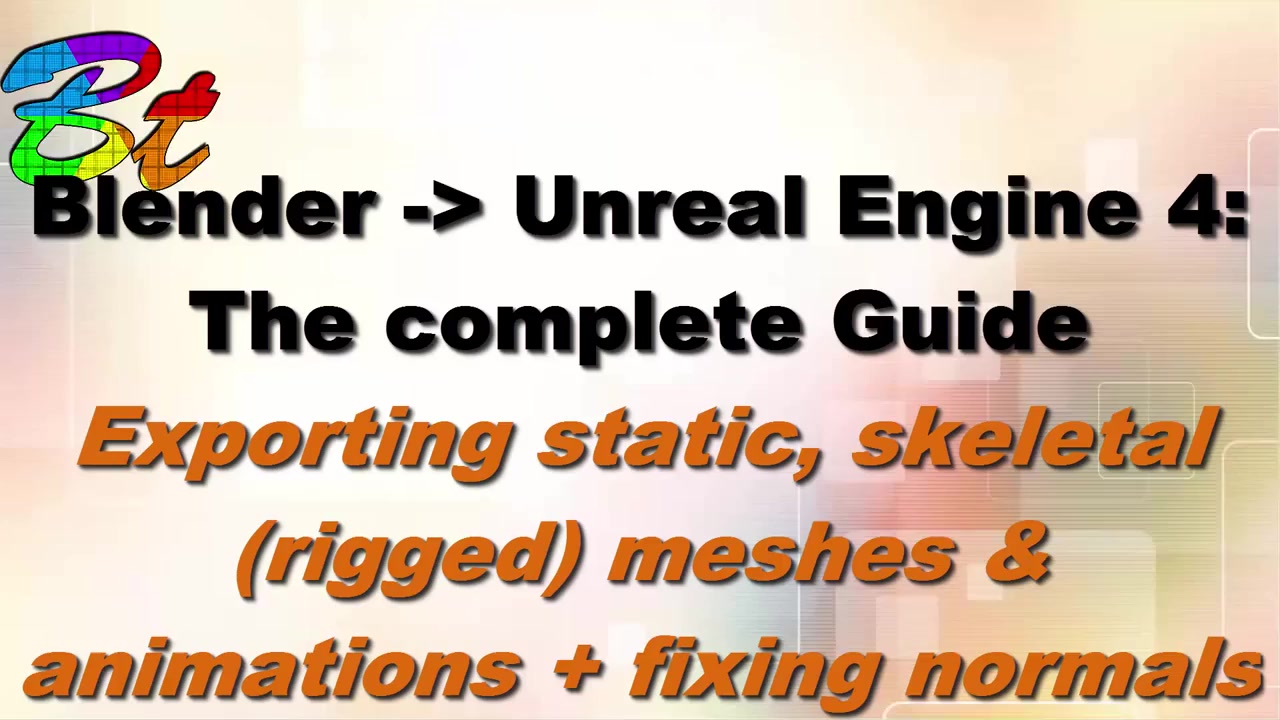 Bt
Blender -> Unreal Engine 4:
The complete Guide
Exporting static, skeletal
(rigged) meshes &
animations + fixing normals